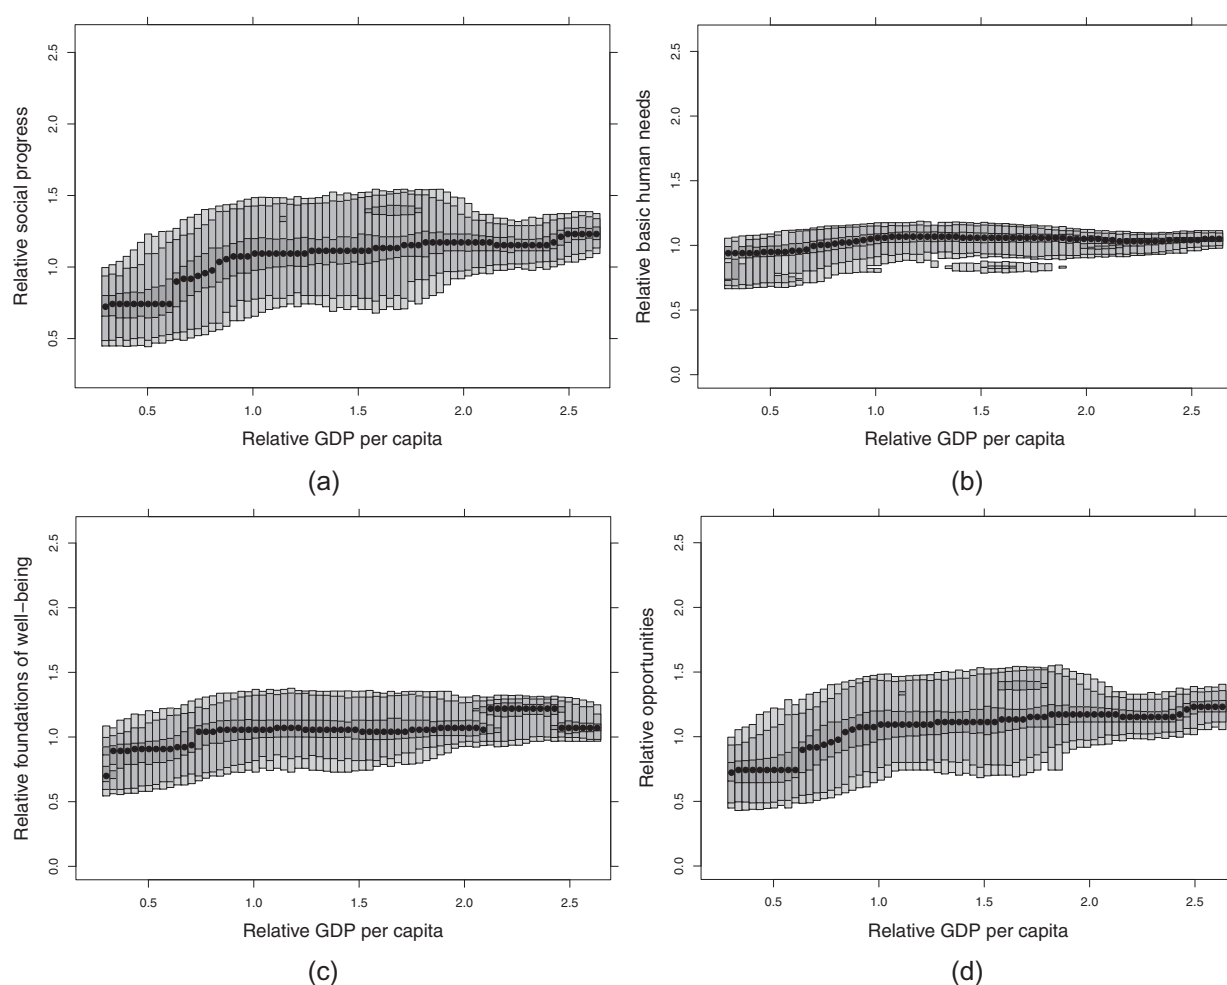 2.5
2.0
1.5
1.0
0.5
Relative social progress
0.5 1.0 1.5 2.0 2.5
Relative GDP per capita
(a)
2.5
2.0
1.5
1.0
0.5
0.0
Relative basic human needs
0.5 1.0 1.5 2.0 2.5
Relative GDP per capita
(b)
2.5
2.0
1.5
1.0
0.5
0.0
Relative foundations of well–being
0.5 1.0 1.5 2.0 2.5
Relative GDP per capita
(c)
2.5
2.0
1.5
1.0
0.5
0.0
Relative opportunities
0.5 1.0 1.5 2.0 2.5
Relative GDP per capita
(d)